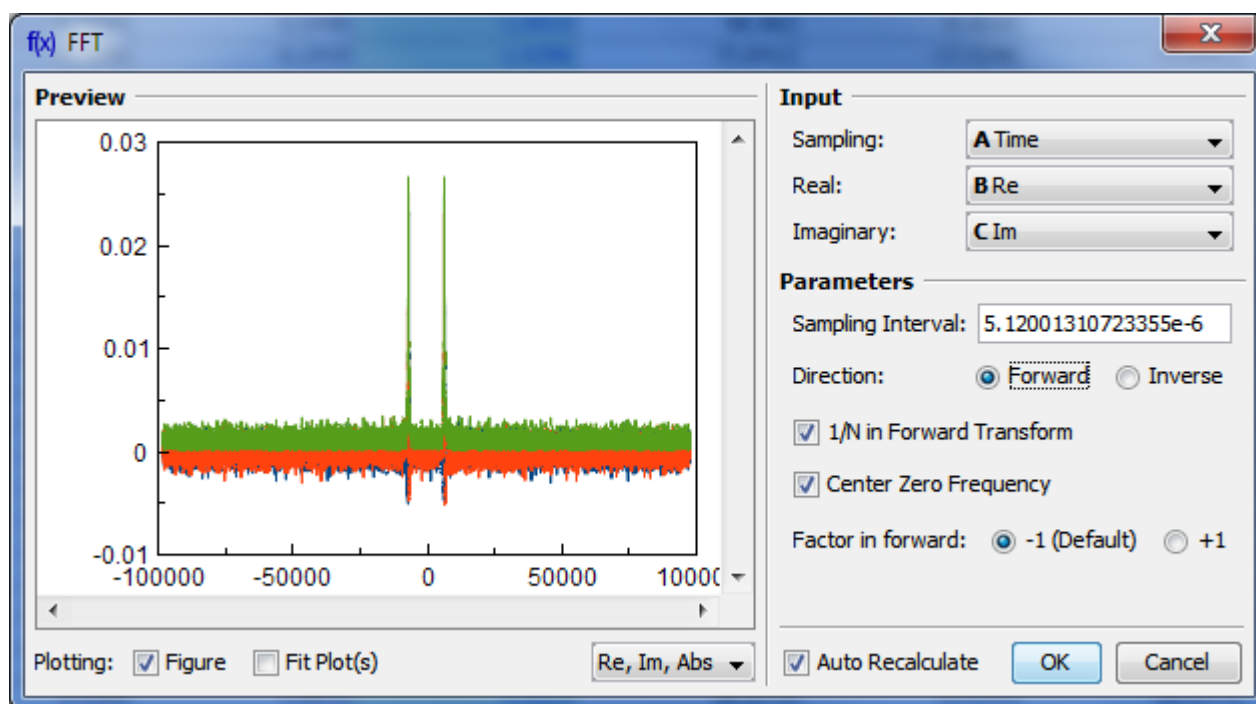 f(x) FFT
Preview
0.03
0.02
0.01
0
-0.01
-100000 -50000 0 50000 10000
Plotting: Figure Fit Plot(s) Re, Im, Abs
Input
Sampling: A Time
Real: B Re
Imaginary: C Im
Parameters
Sampling Interval: 5.12001310723355e-6
Direction: Forward Inverse
1/N in Forward Transform
Center Zero Frequency
Factor in forward: -1 (Default) +1
Auto Recalculate OK Cancel